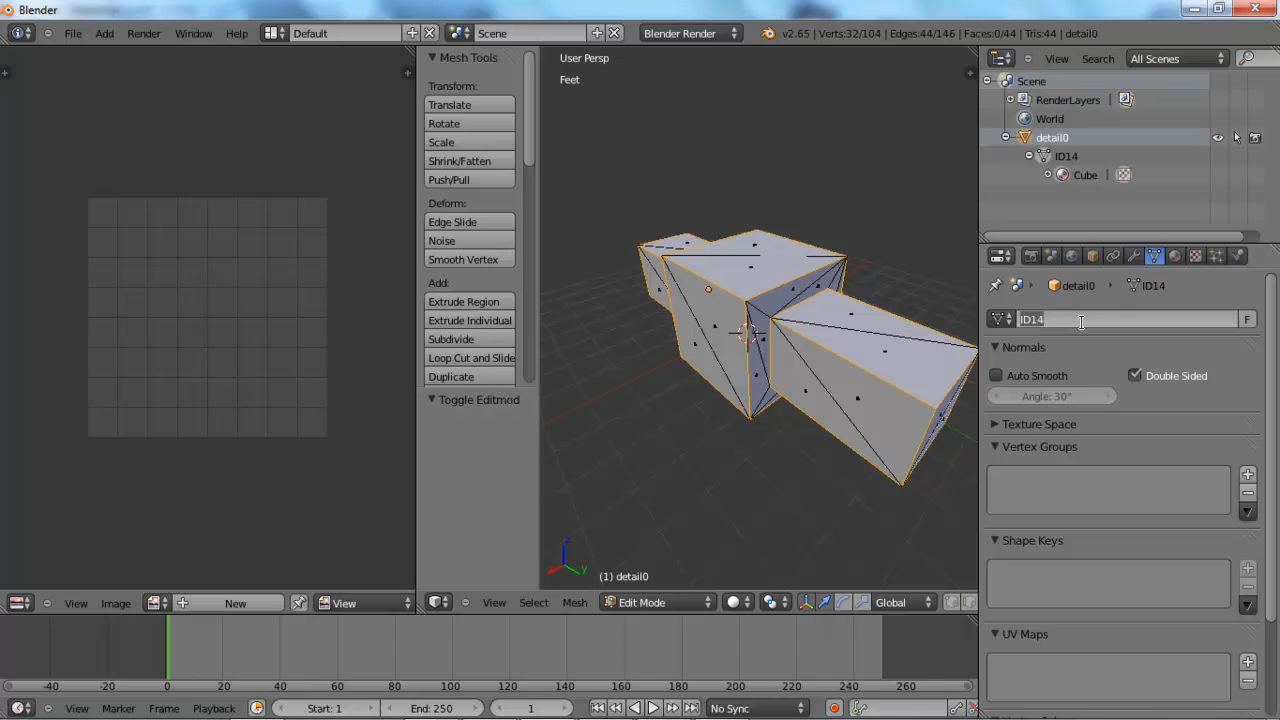 Blender
File Add Render Window Help Default Scene Blender Render v2.65 | Verts:32/104 | Edges:44/146 | Faces:0/44 | Tris:44 | detail0
Mesh Tools
Transform:
Translate
Rotate
Scale
Shrink/Fatten
Push/Pull
Deform:
Edge Slide
Noise
Smooth Vertex
Add:
Extrude Region
Extrude Individual
Subdivide
Loop Cut and Slide
Duplicate
Toggle Editmod
User Persp
Feet
(1) detail0
View Search All Scenes
Scene
RenderLayers |
World
detail0
ID14
Cube |
detail0 ID14
ID14 F
Normals
Auto Smooth Double Sided
Angle: 30°
Texture Space
Vertex Groups
Shape Keys
UV Maps
View Image New View
View Select Mesh Edit Mode Global
-40 -20 0 20 40 60 80 100 120 140 160 180 200 220 240 260
View Marker Frame Playback Start: 1 End: 250 1 No Sync